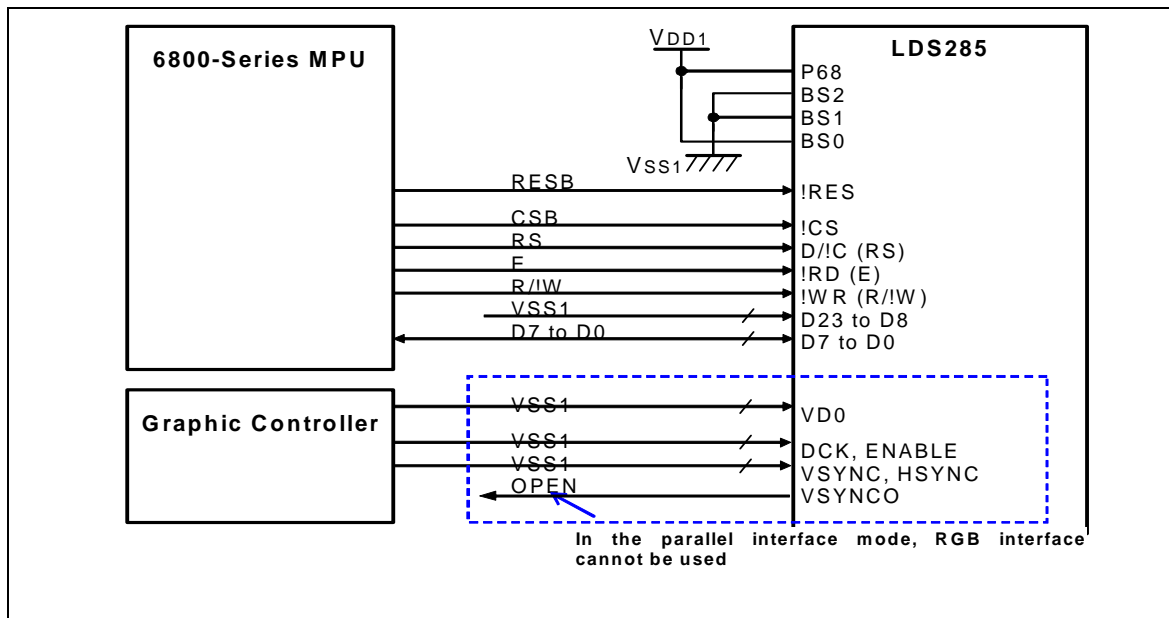 6800-Series MPU
VDD1
LDS285
P68
BS2
BS1
BS0
VSS1
RESB
!RES
CSB
!CS
RS
D/!C (RS)
E
!RD (E)
R/!W
!WR (R/!W)
VSS1
D23 to D8
D7 to D0
D7 to D0
Graphic Controller
VSS1
VD0
VSS1
DCK, ENABLE
VSS1
VSYNC, HSYNC
OPEN
VSYNCO
In the parallel interface mode, RGB interface
cannot be used